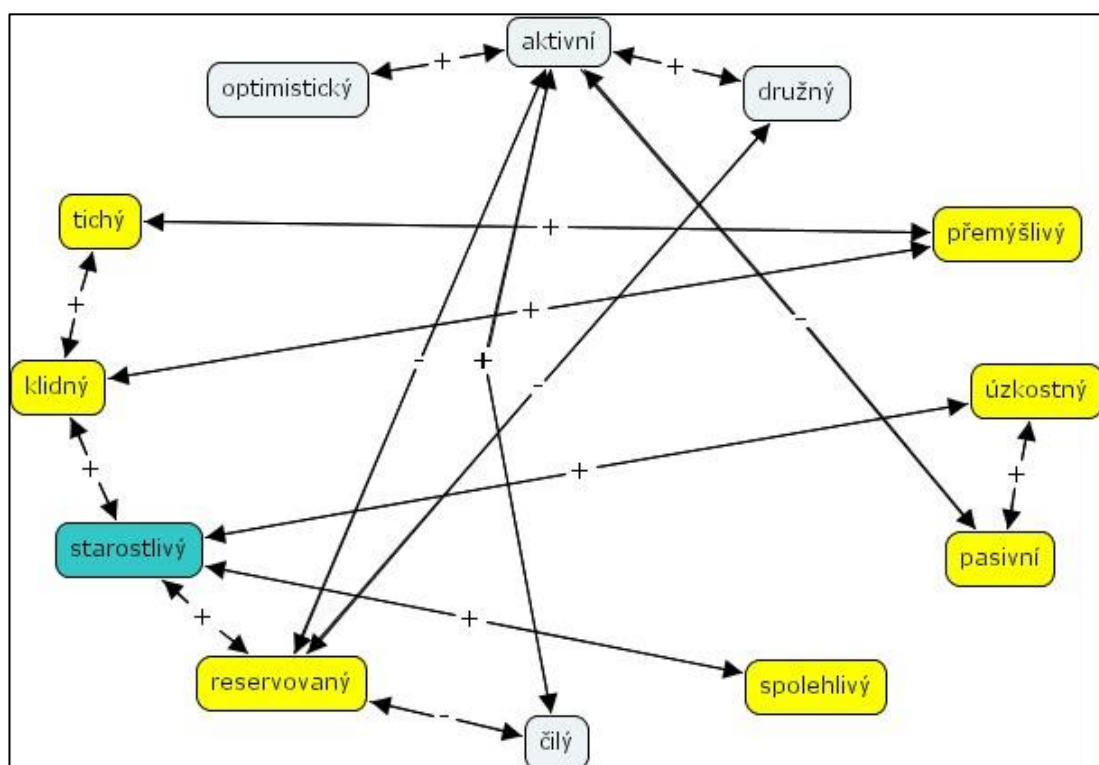 aktivní
+
+
optimistický
družný
tichý
+
přemýšlivý
+
+
-
klidný
-
+
-
úzkostný
+
+
+
starostlivý
pasivní
+
+
reservovaný
spolehlivý
-
čilý